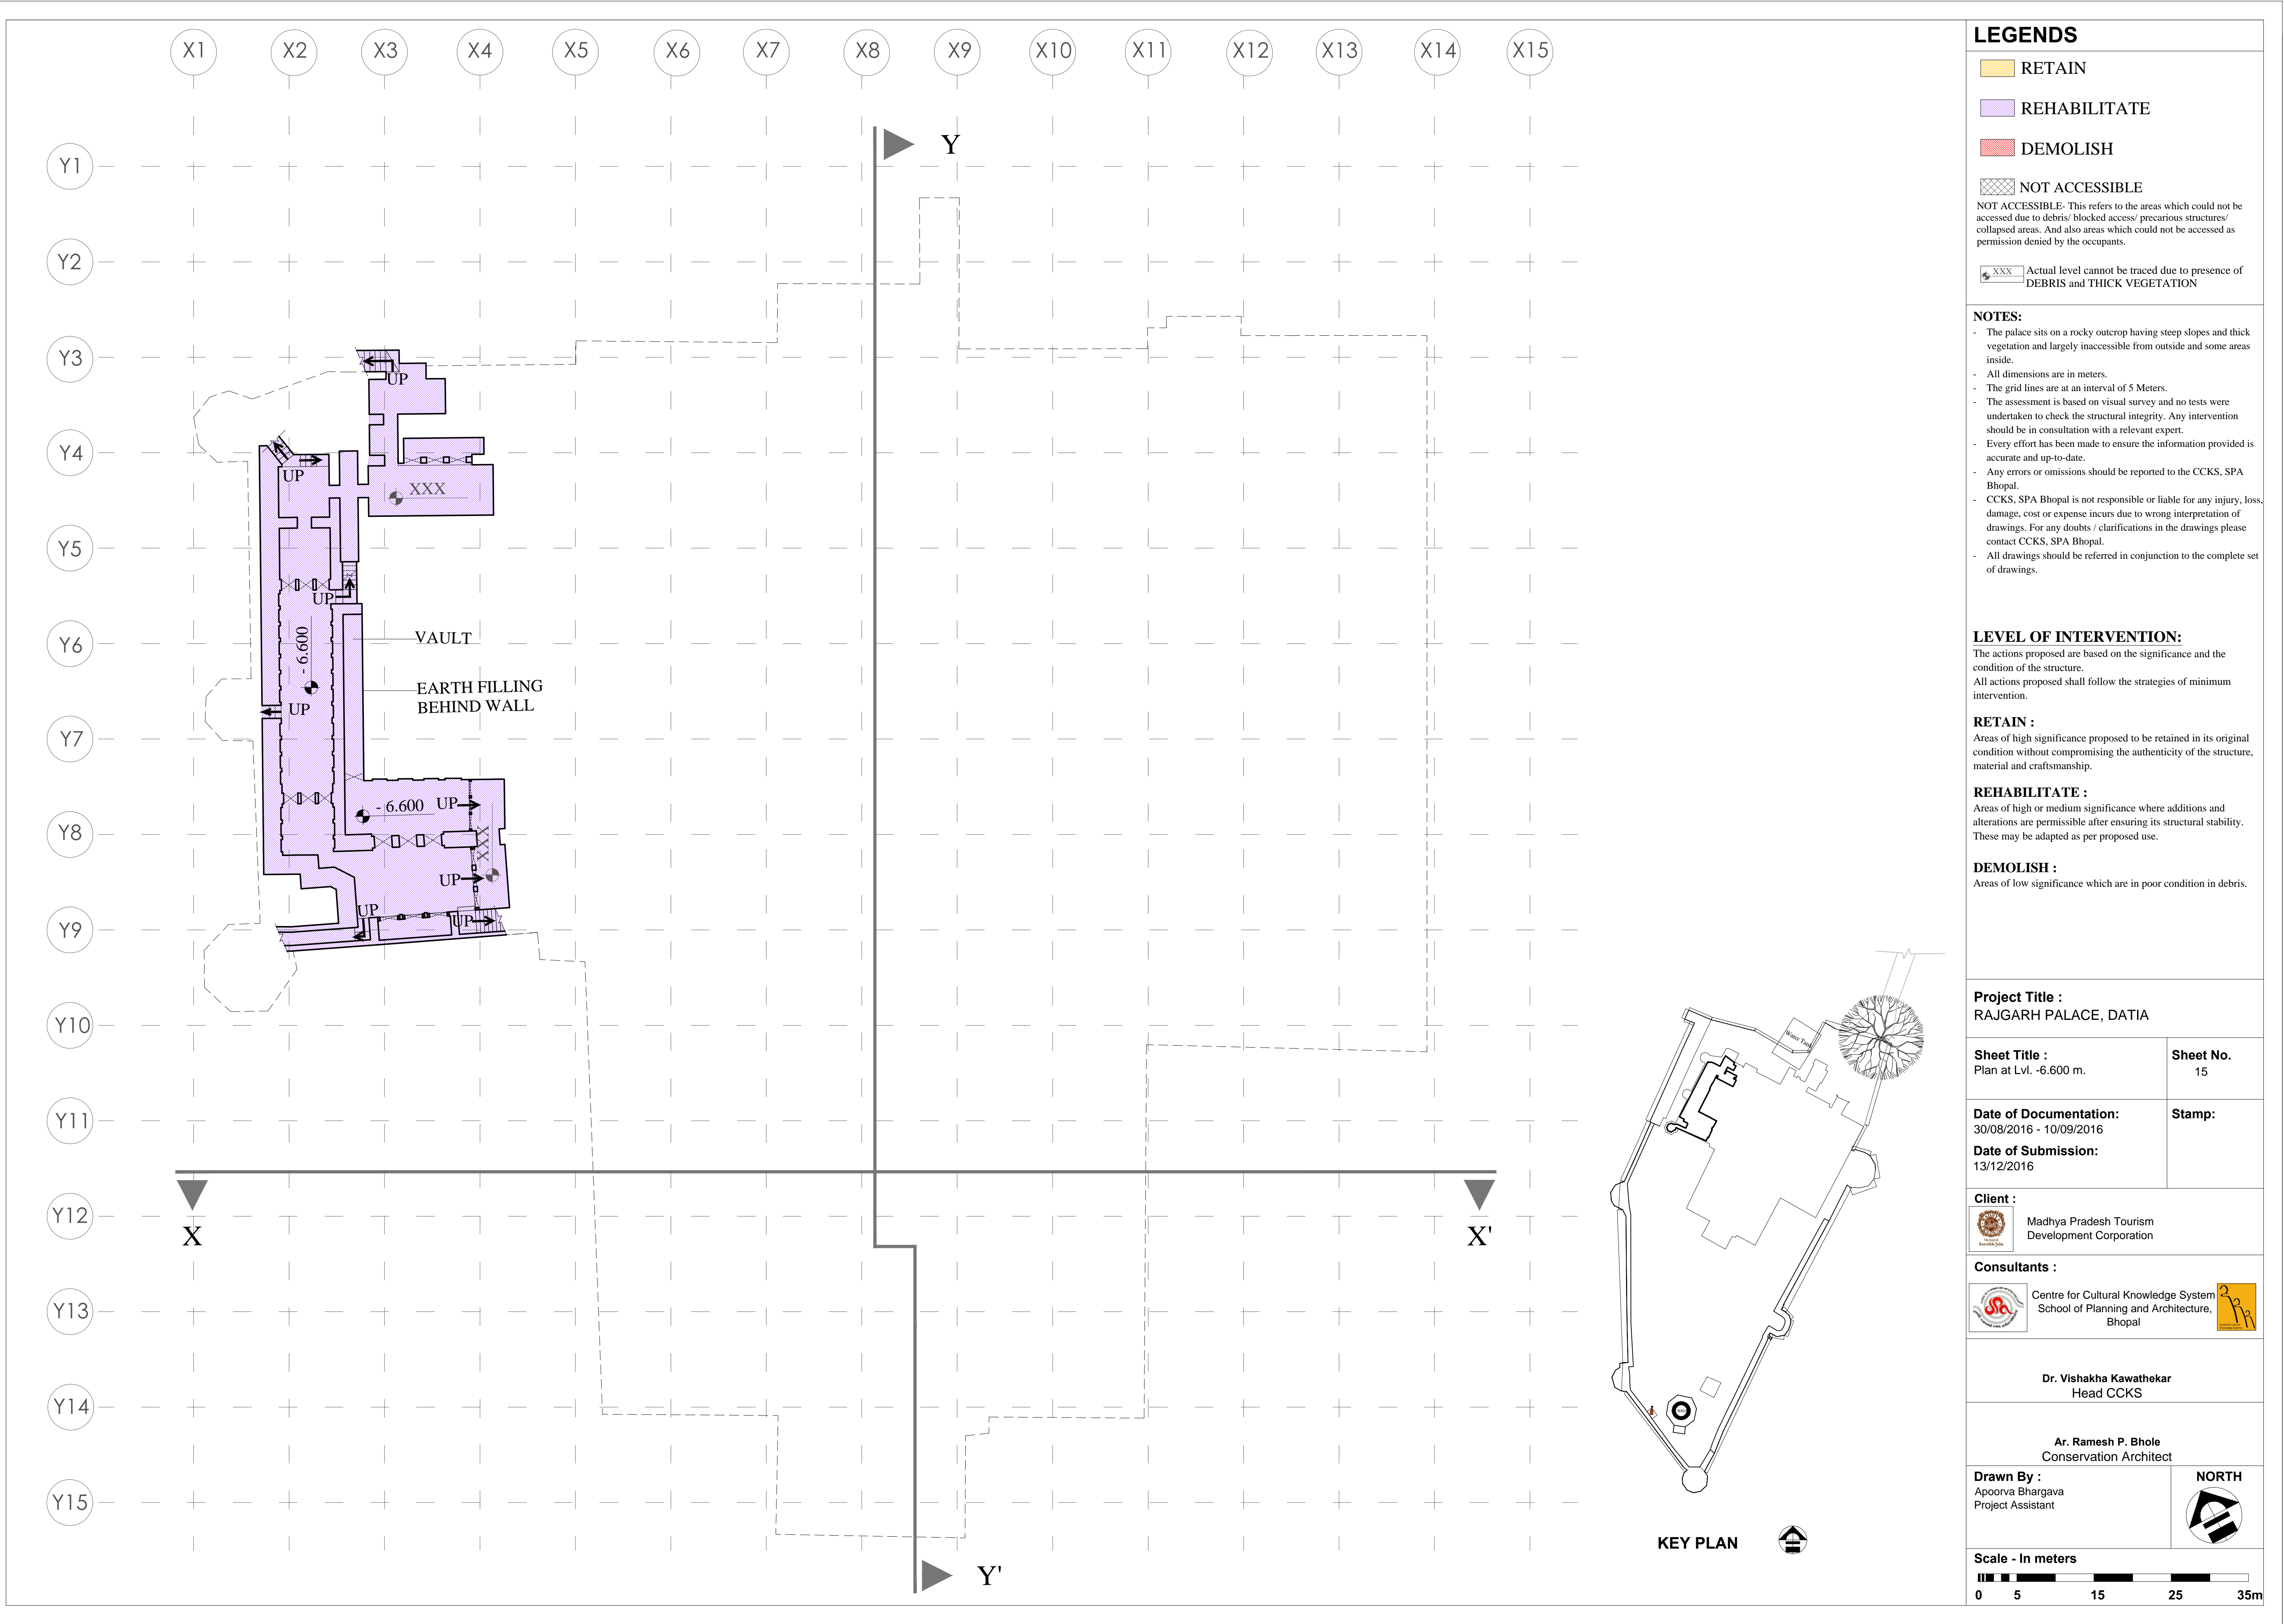 X1 X2 X3 X4 X5 X6 X7 X8 X9 X10 X11 X12 X13 X14 X15
Y
Y1
Y2
Y3
UP
Y4
UP
XXX
Y5
UP
Y6
- 6.600
VAULT
EARTH FILLING
BEHIND WALL
UP
Y7
- 6.600 UP
Y8
XXX
UP
UP
Y9
UP
Y10
Y11
Y12
X
X'
Y13
Y14
Y15
Y'
Water Tank
KEY PLAN
LEGENDS
RETAIN
REHABILITATE
DEMOLISH
NOT ACCESSIBLE
NOT ACCESSIBLE- This refers to the areas which could not be
accessed due to debris/ blocked access/ precarious structures/
collapsed areas. And also areas which could not be accessed as
permission denied by the occupants.
XXX Actual level cannot be traced due to presence of
DEBRIS and THICK VEGETATION
NOTES:
- The palace sits on a rocky outcrop having steep slopes and thick
vegetation and largely inaccessible from outside and some areas
inside.
- All dimensions are in meters.
- The grid lines are at an interval of 5 Meters.
- The assessment is based on visual survey and no tests were
undertaken to check the structural integrity. Any intervention
should be in consultation with a relevant expert.
- Every effort has been made to ensure the information provided is
accurate and up-to-date.
- Any errors or omissions should be reported to the CCKS, SPA
Bhopal.
- CCKS, SPA Bhopal is not responsible or liable for any injury, loss,
damage, cost or expense incurs due to wrong interpretation of
drawings. For any doubts / clarifications in the drawings please
contact CCKS, SPA Bhopal.
- All drawings should be referred in conjunction to the complete set
of drawings.
LEVEL OF INTERVENTION:
The actions proposed are based on the significance and the
condition of the structure.
All actions proposed shall follow the strategies of minimum
intervention.
RETAIN :
Areas of high significance proposed to be retained in its original
condition without compromising the authenticity of the structure,
material and craftsmanship.
REHABILITATE :
Areas of high or medium significance where additions and
alterations are permissible after ensuring its structural stability.
These may be adapted as per proposed use.
DEMOLISH :
Areas of low significance which are in poor condition in debris.
Project Title :
RAJGARH PALACE, DATIA
Sheet Title :
Plan at Lvl. -6.600 m.
Sheet No.
15
Date of Documentation:
30/08/2016 - 10/09/2016
Date of Submission:
13/12/2016
Stamp:
Client :
Madhya Pradesh Tourism
Development Corporation
Consultants :
Centre for Cultural Knowledge System
School of Planning and Architecture,
Bhopal
Dr. Vishakha Kawathekar
Head CCKS
Ar. Ramesh P. Bhole
Conservation Architect
Drawn By :
Apoorva Bhargava
Project Assistant
NORTH
Scale - In meters
0 5 15 25 35m